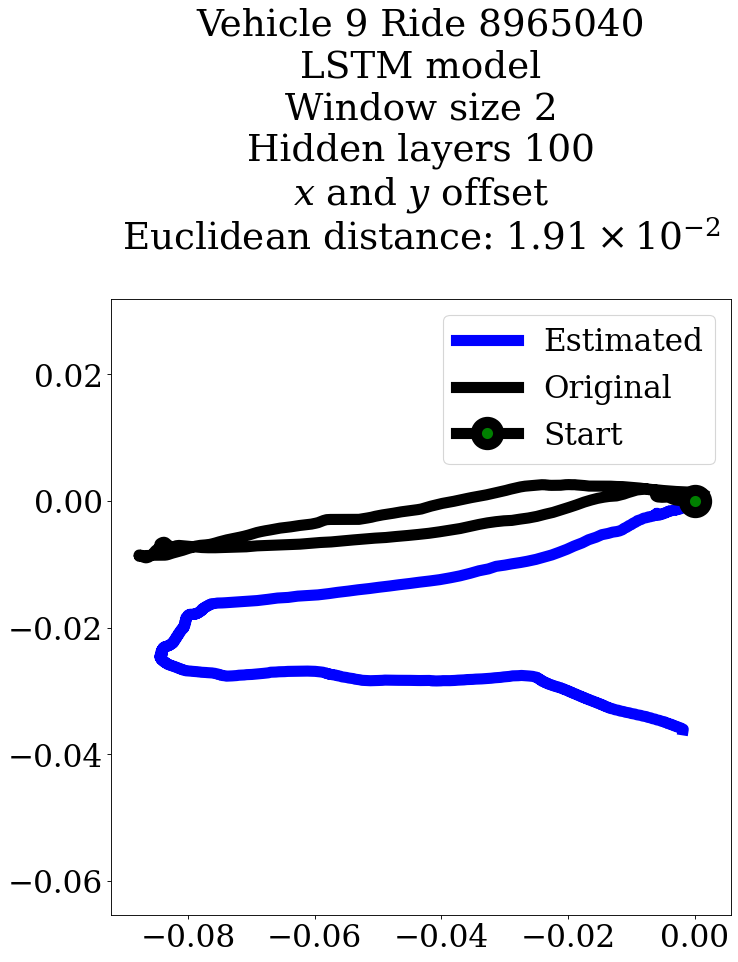 Vehicle 9 Ride 8965040
LSTM model
Window size 2
Hidden layers 100
x and y offset
Euclidean distance: 1.91 × 10⁻²
Estimated
Original
Start
0.02
0.00
−0.02
−0.04
−0.06
−0.08 −0.06 −0.04 −0.02 0.00